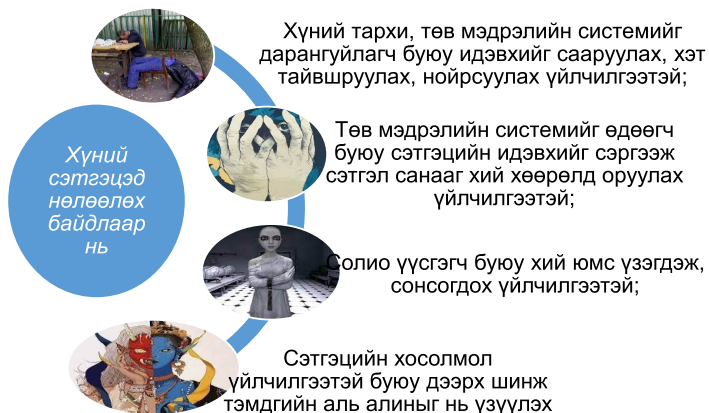 Хүний
сэтгэцэд
нөлөөлөх
байдлаар
нь
Хүний тархи, төв мэдрэлийн системийг
дарангуйлагч буюу идэвхийг сааруулах, хэт
тайвшруулах, нойрсуулах үйлчилгээтэй;
Төв мэдрэлийн системийг өдөөгч
буюу сэтгэцийн идэвхийг сэргээж
сэтгэл санааг хий хөөрөлд оруулах
үйлчилгээтэй;
Солио үүсгэгч буюу хий юмс үзэгдэж,
сонсогдох үйлчилгээтэй;
Сэтгэцийн хосолмол
үйлчилгээтэй буюу дээрх шинж
тэмдгийн аль алиныг нь үзүүлэх